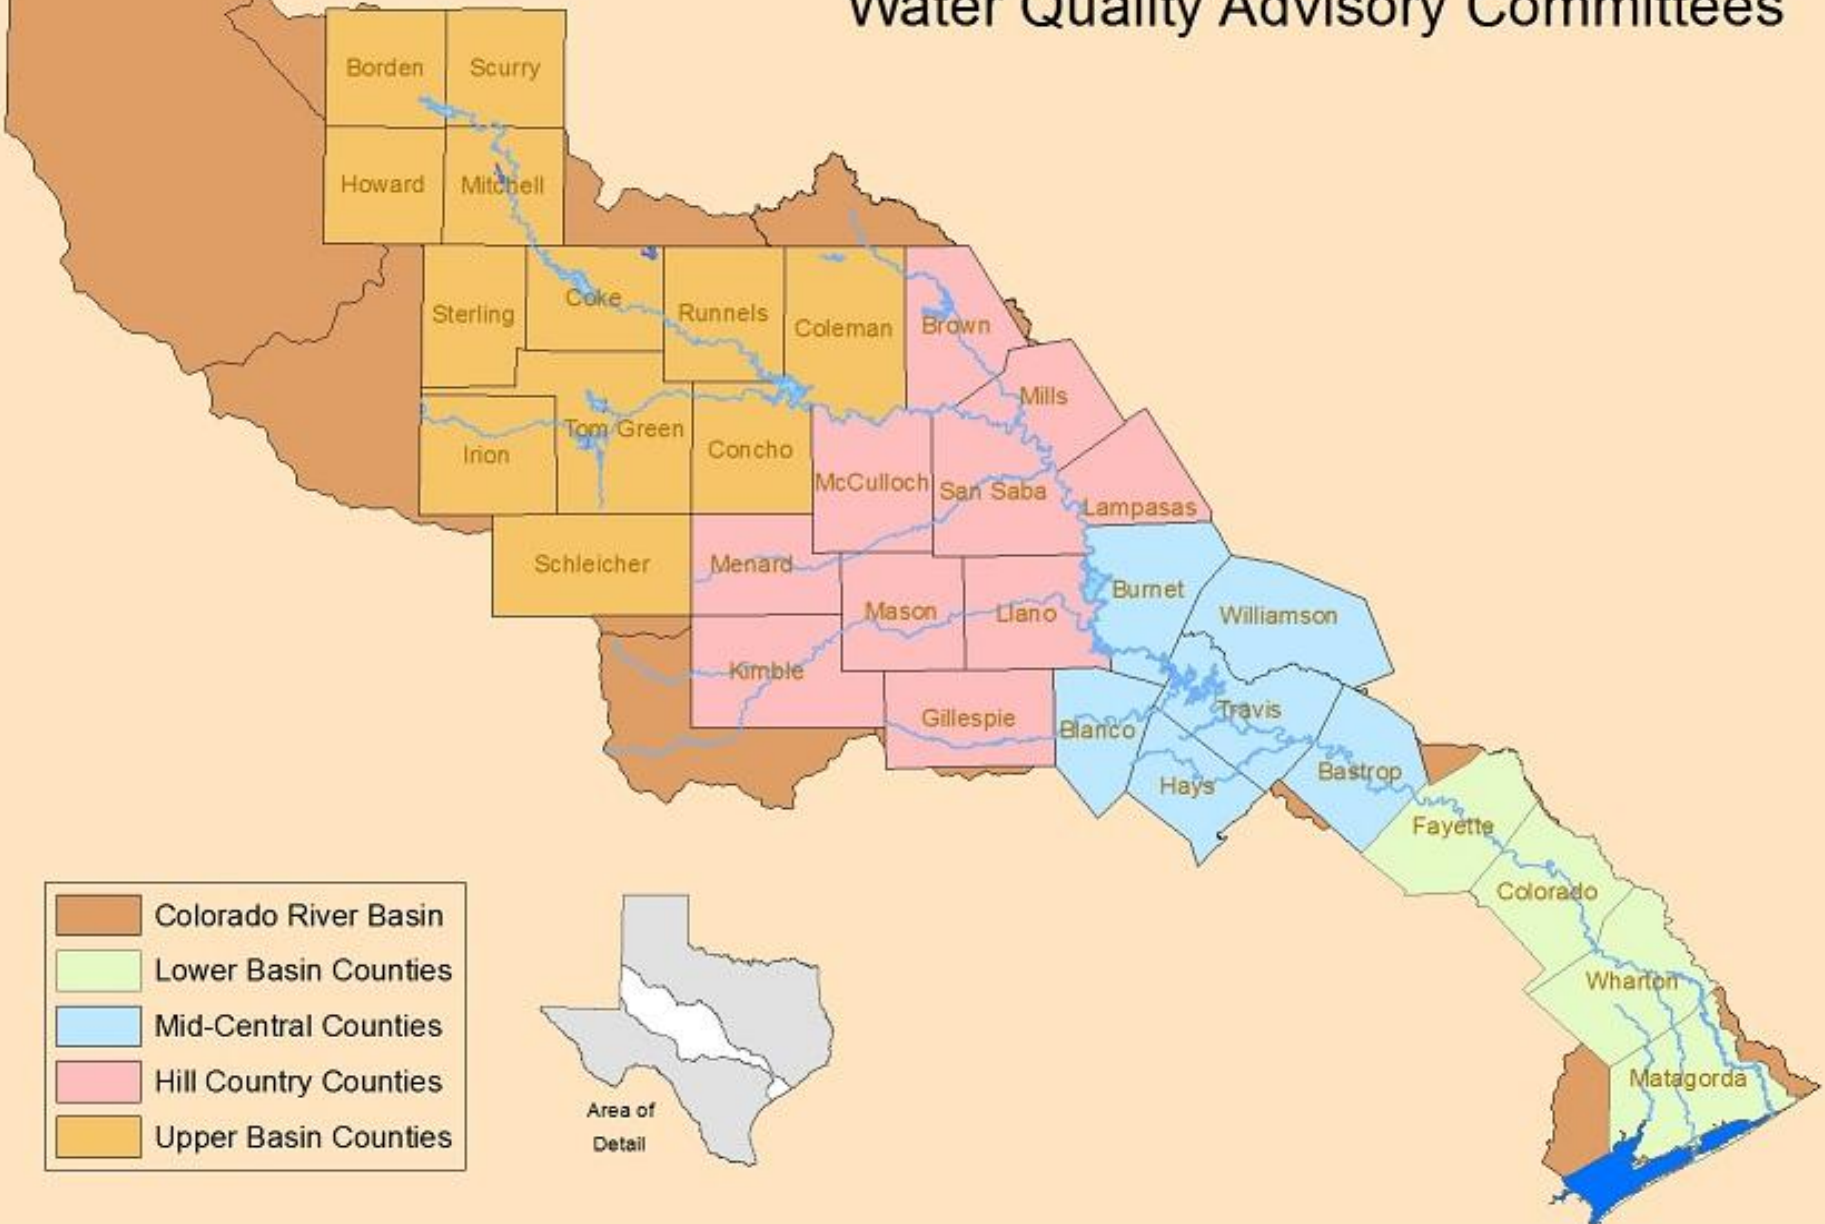 Water Quality Advisory Committees
Borden
Scurry
Howard
Mitchell
Sterling
Coke
Runnels
Coleman
Brown
Mills
Irion
Tom Green
Concho
McCulloch
San Saba
Lampasas
Schleicher
Menard
Mason
Llano
Burnet
Williamson
Kimble
Gillespie
Blanco
Travis
Hays
Bastrop
Fayette
Colorado
Wharton
Matagorda
Colorado River Basin
Lower Basin Counties
Mid-Central Counties
Hill Country Counties
Upper Basin Counties
Area of
Detail